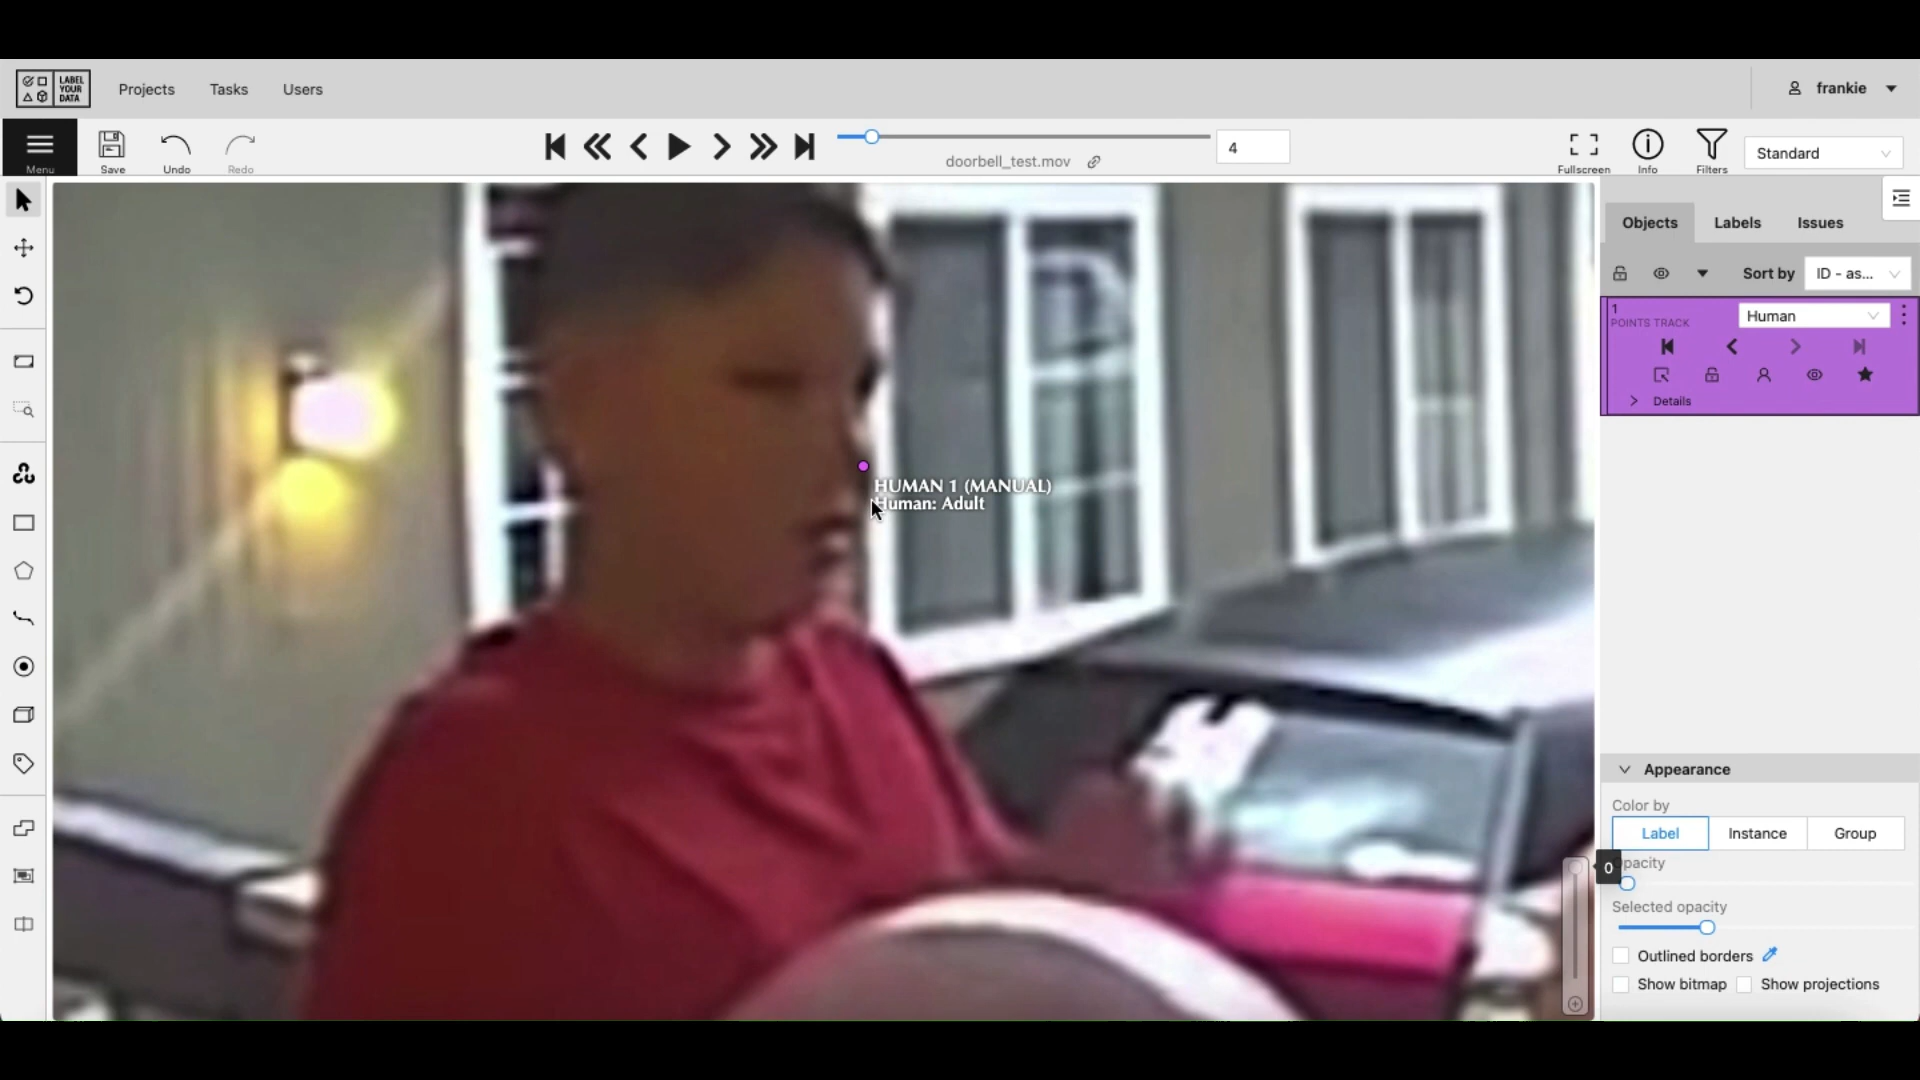 LABEL
YOUR
DATA
Projects
Tasks
Users
frankie
Menu
Save
Undo
Redo
doorbell_test.mov
4
Fullscreen
Info
Filters
Standard
Objects
Labels
Issues
Sort by
ID - as...
1
POINTS TRACK
Human
Details
HUMAN 1 (MANUAL)
Human: Adult
Appearance
Color by
Label
Instance
Group
0
Opacity
Selected opacity
Outlined borders
Show bitmap
Show projections